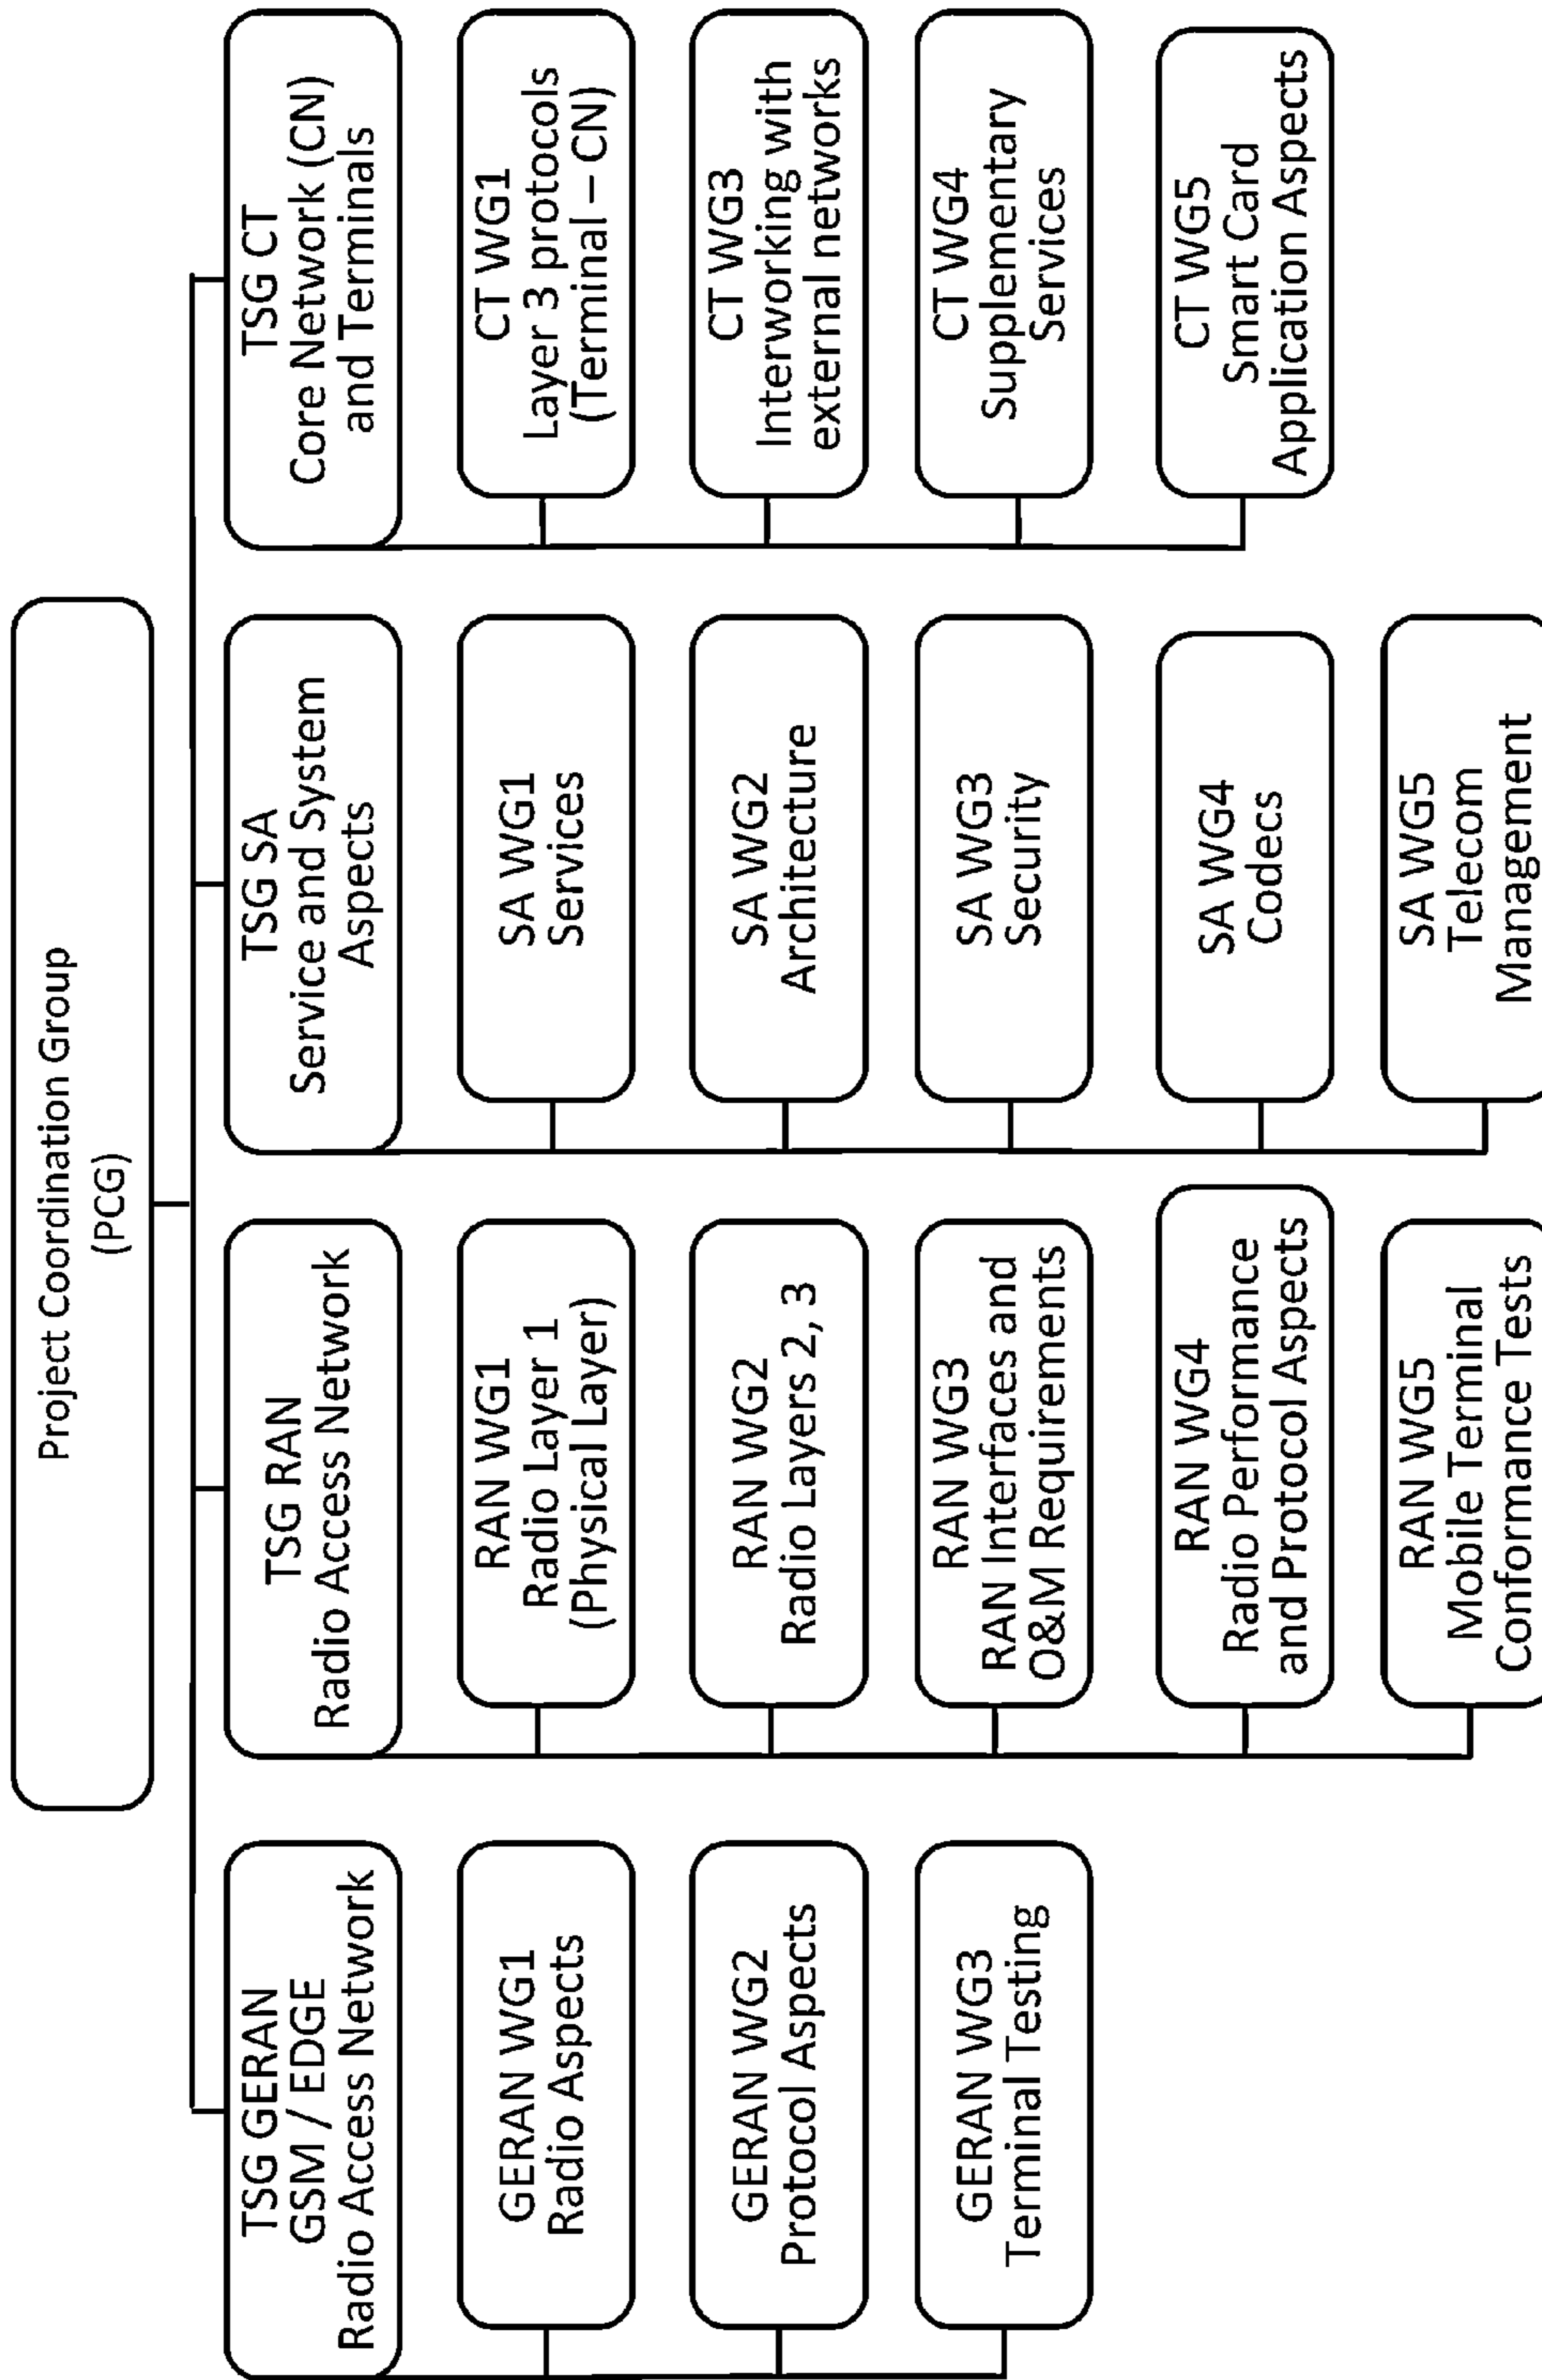 Project Coordination Group
(PCG)
TSG GERAN
GSM / EDGE
Radio Access Network
GERAN WG1
Radio Aspects
GERAN WG2
Protocol Aspects
GERAN WG3
Terminal Testing
TSG RAN
Radio Access Network
RAN WG1
Radio Layer 1
(Physical Layer)
RAN WG2
Radio Layers 2, 3
RAN WG3
RAN Interfaces and
O&M Requirements
RAN WG4
Radio Performance
and Protocol Aspects
RAN WG5
Mobile Terminal
Conformance Tests
TSG SA
Service and System
Aspects
SA WG1
Services
SA WG2
Architecture
SA WG3
Security
SA WG4
Codecs
SA WG5
Telecom
Management
TSG CT
Core Network (CN)
and Terminals
CT WG1
Layer 3 protocols
(Terminal – CN)
CT WG3
Interworking with
external networks
CT WG4
Supplementary
Services
CT WG5
Smart Card
Application Aspects